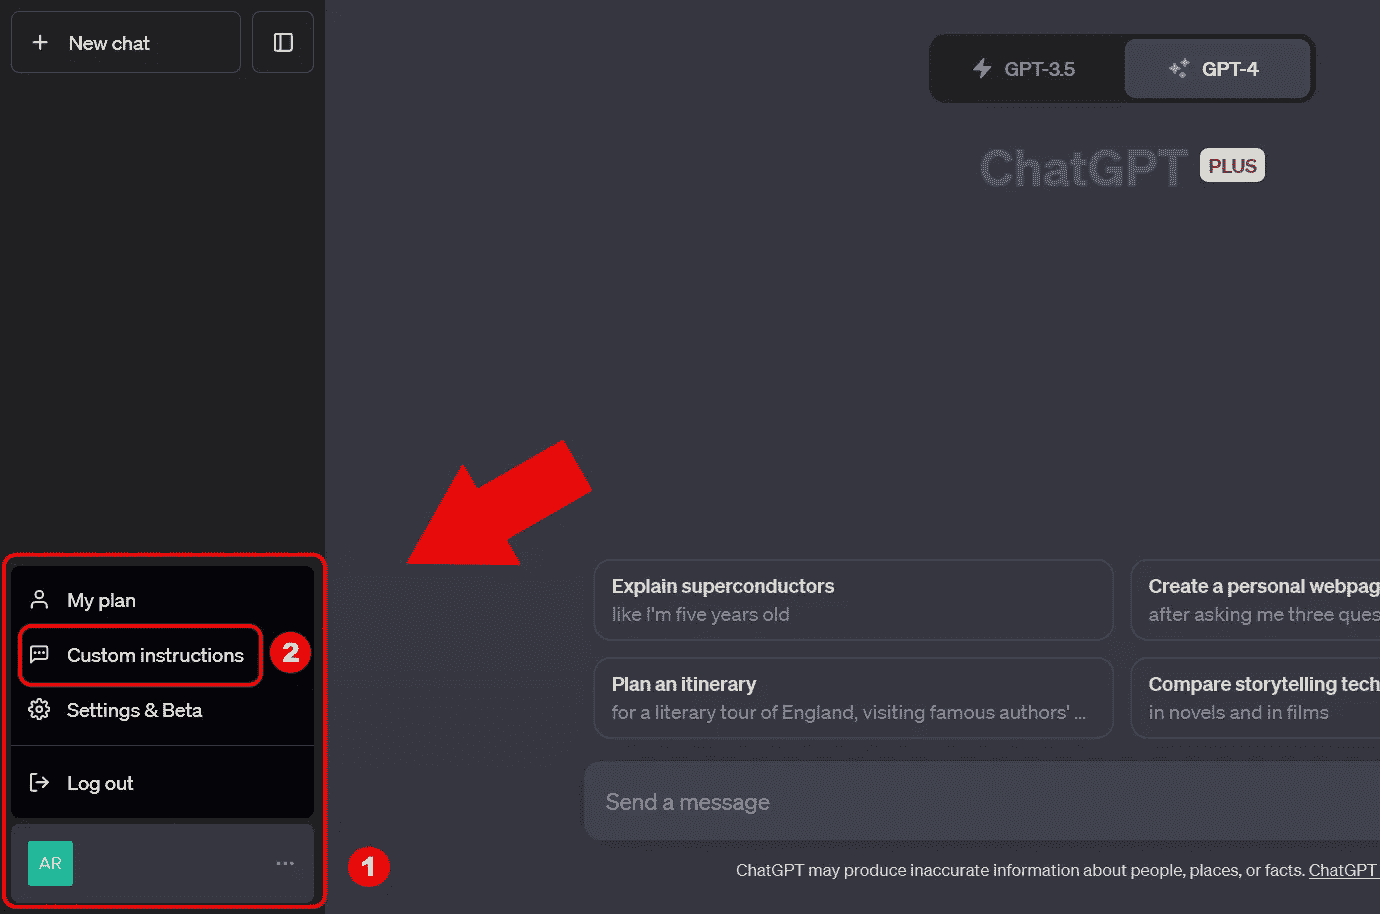 New chat
GPT-3.5
GPT-4
ChatGPT PLUS
My plan
Custom instructions
2
Settings & Beta
Log out
AR
1
Explain superconductors
like I'm five years old
Create a personal webpag
after asking me three ques
Plan an itinerary
for a literary tour of England, visiting famous authors' ...
Compare storytelling tech
in novels and in films
Send a message
ChatGPT may produce inaccurate information about people, places, or facts. ChatGPT